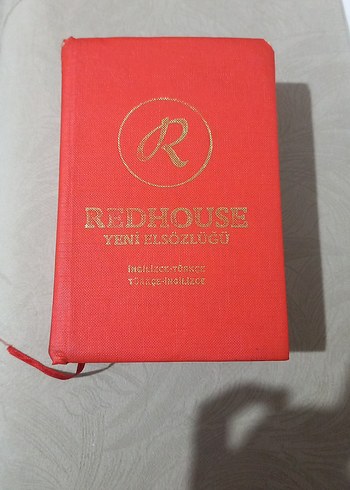 R
REDHOUSE
YENİ ELSÖZLÜĞÜ
İNGİLİZCE-TÜRKÇE
TÜRKÇE-İNGİLİZCE